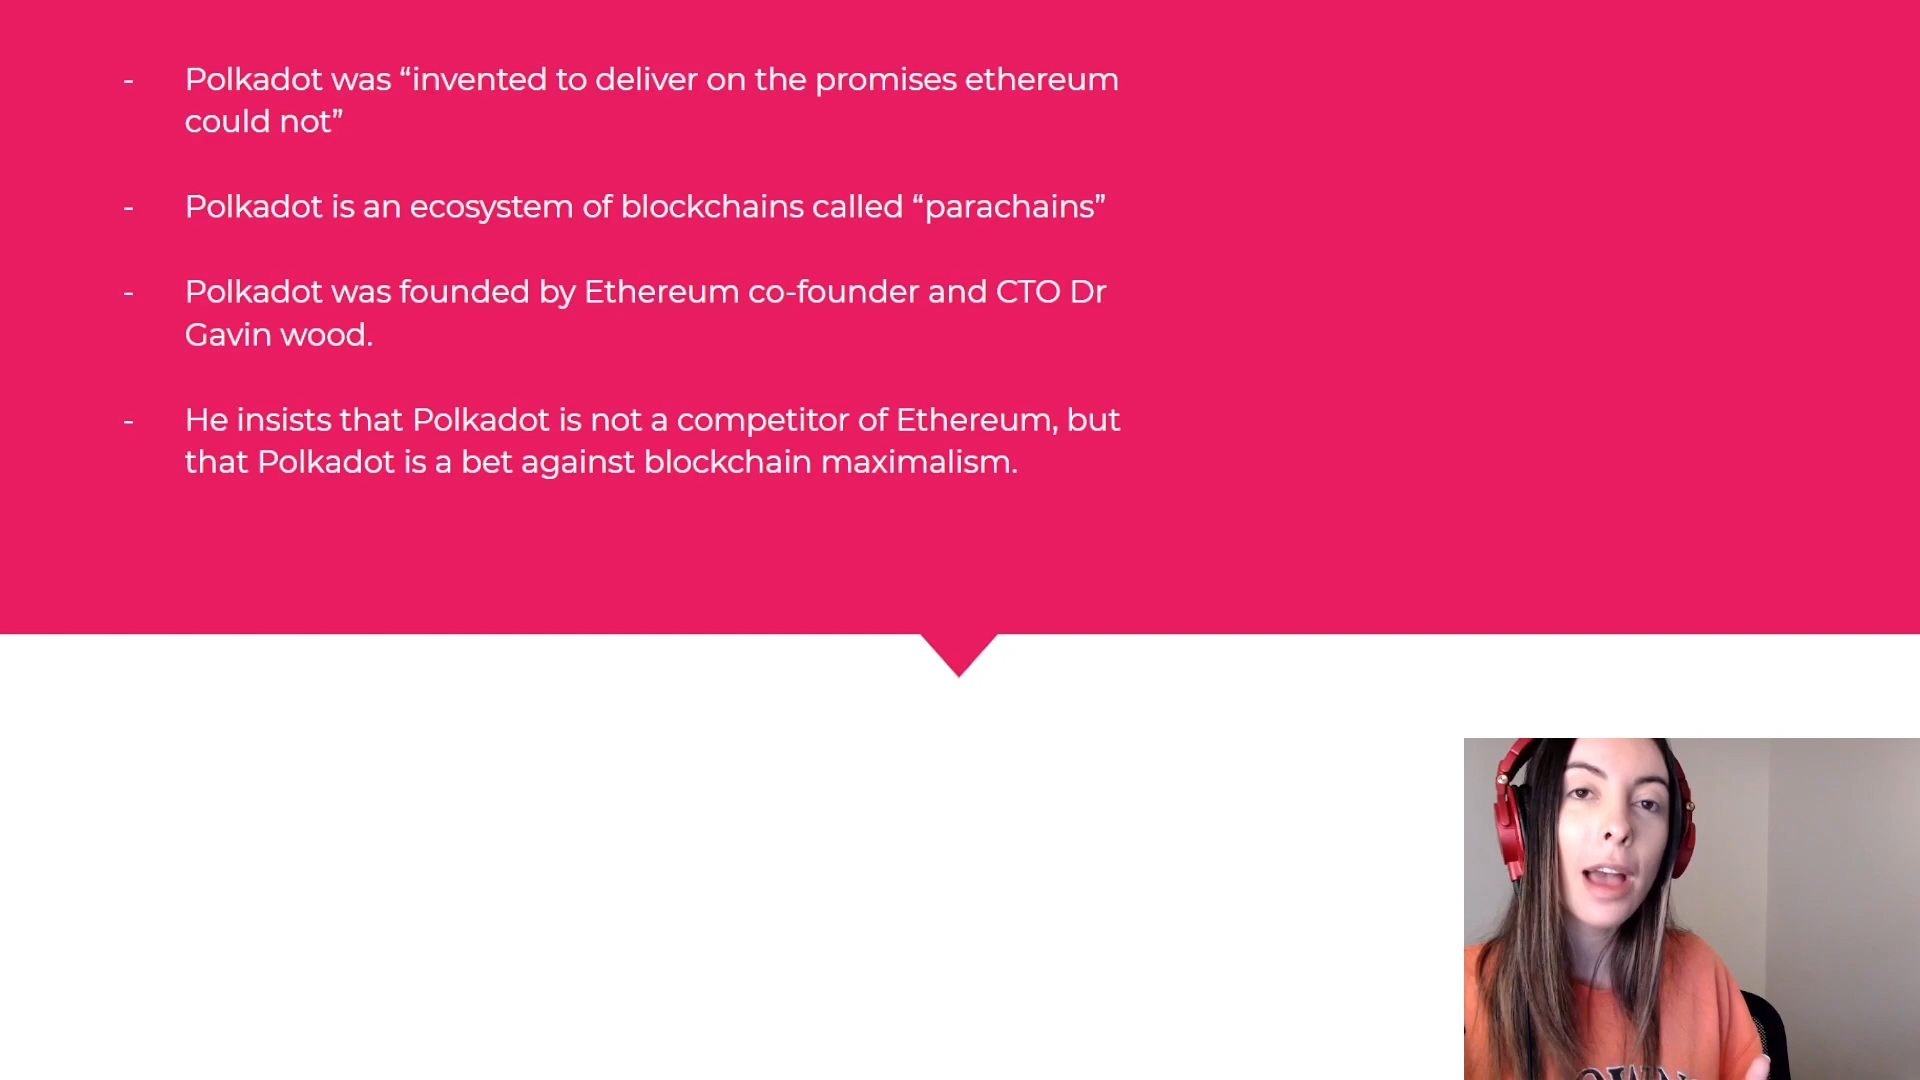 - Polkadot was “invented to deliver on the promises ethereum
could not”
- Polkadot is an ecosystem of blockchains called “parachains”
- Polkadot was founded by Ethereum co-founder and CTO Dr
Gavin wood.
- He insists that Polkadot is not a competitor of Ethereum, but
that Polkadot is a bet against blockchain maximalism.